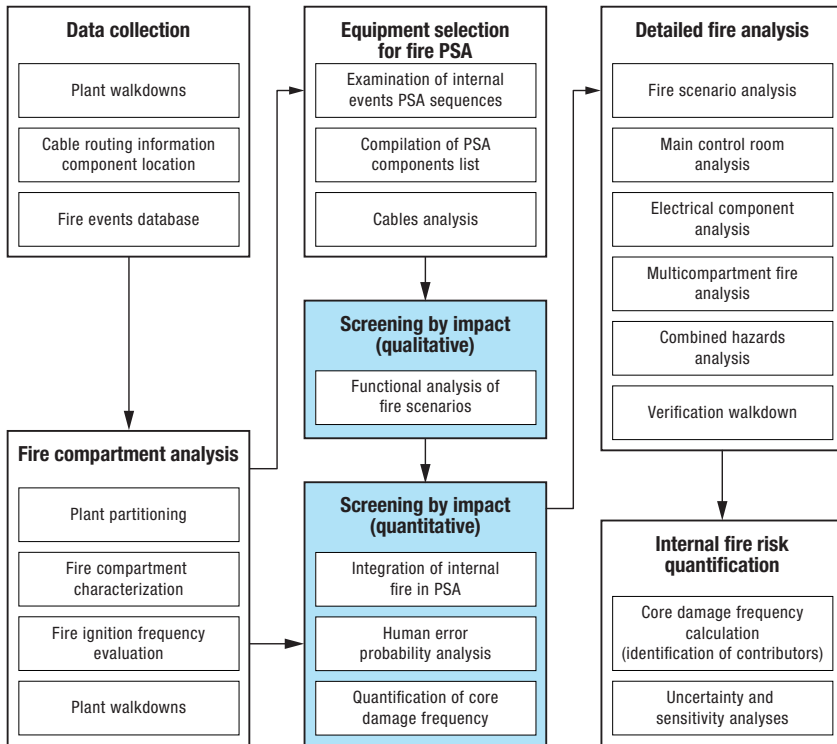 Data collection
Plant walkdowns
Cable routing information
component location
Fire events database
Fire compartment analysis
Plant partitioning
Fire compartment
characterization
Fire ignition frequency
evaluation
Plant walkdowns
Equipment selection
for fire PSA
Examination of internal
events PSA sequences
Compilation of PSA
components list
Cables analysis
Screening by impact
(qualitative)
Functional analysis of
fire scenarios
Screening by impact
(quantitative)
Integration of internal
fire in PSA
Human error
probability analysis
Quantification of core
damage frequency
Detailed fire analysis
Fire scenario analysis
Main control room
analysis
Electrical component
analysis
Multicompartment fire
analysis
Combined hazards
analysis
Verification walkdown
Internal fire risk
quantification
Core damage frequency
calculation
(identification of contributors)
Uncertainty and
sensitivity analyses